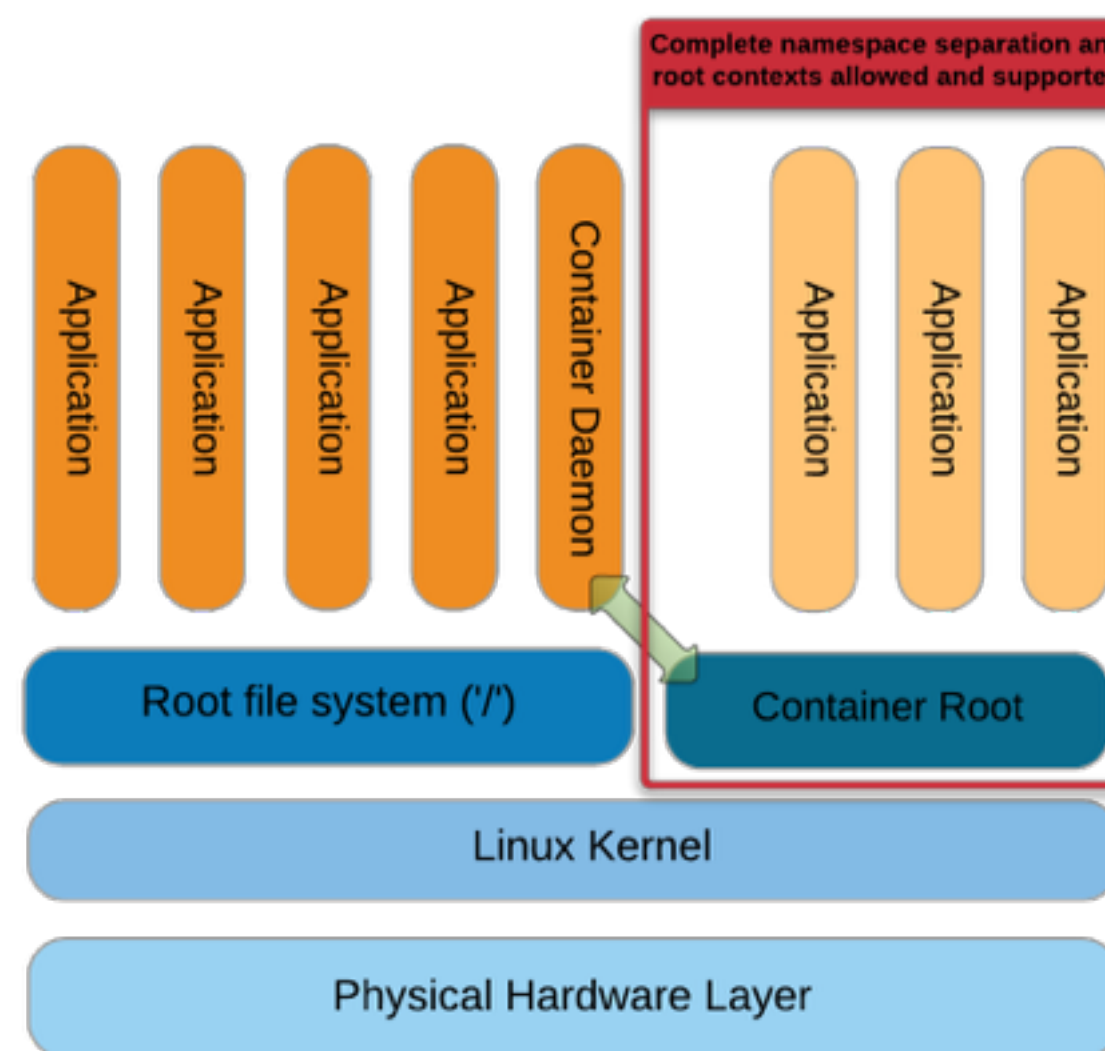 Complete namespace separation an
root contexts allowed and supporte
Application
Application
Application
Application
Container Daemon
Application
Application
Application
Root file system ('/')
Container Root
Linux Kernel
Physical Hardware Layer